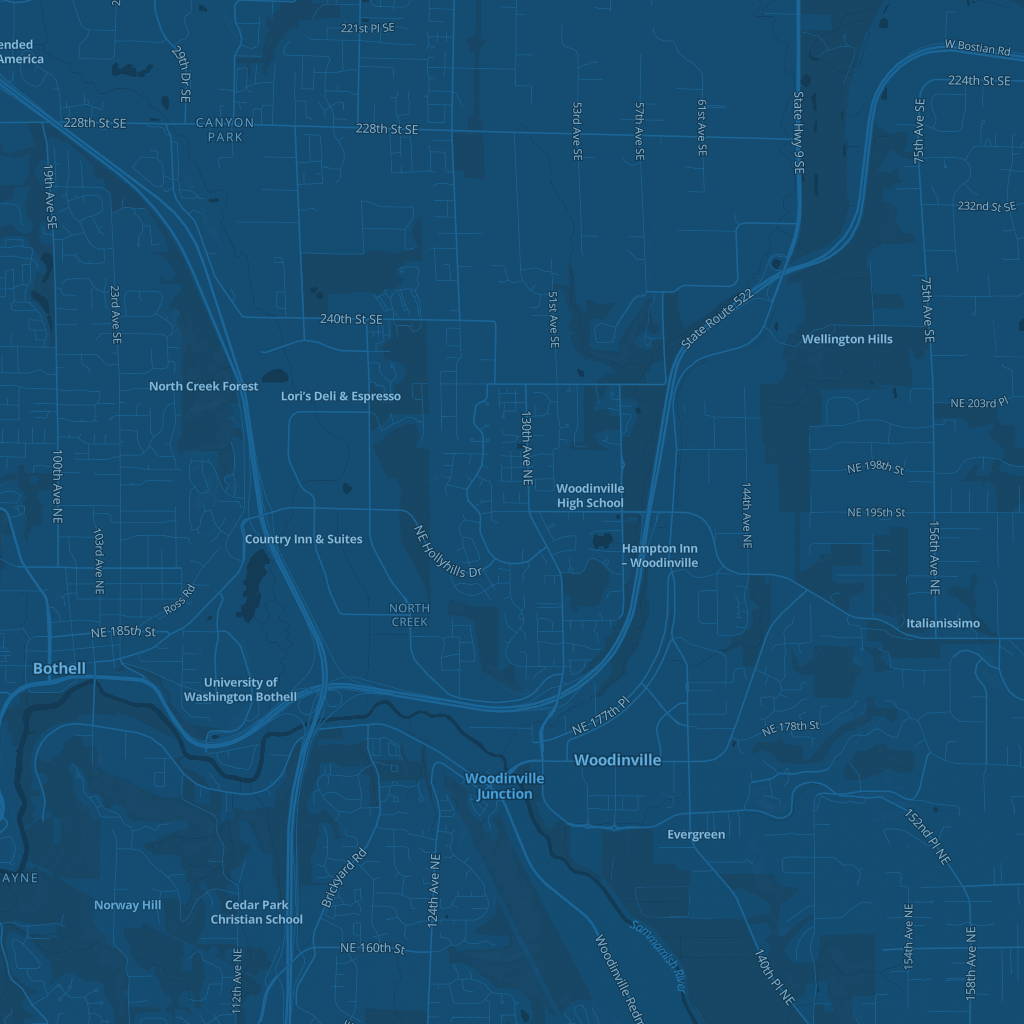 221st Pl SE
W Bostian Rd
ended
America
29th Dr SE
224th St SE
State Hwy 9 SE
53rd Ave SE
57th Ave SE
61st Ave SE
75th Ave SE
228th St SE
CANYON
PARK
228th St SE
19th Ave SE
232nd St SE
23rd Ave SE
51st Ave SE
State Route 522
75th Ave SE
240th St SE
Wellington Hills
North Creek Forest
Lori's Deli & Espresso
NE 203rd Pl
130th Ave NE
100th Ave NE
NE 198th St
Woodinville
High School
144th Ave NE
NE 195th St
103rd Ave NE
Country Inn & Suites
NE Hollyhills Dr
Hampton Inn
– Woodinville
156th Ave NE
Ross Rd
NORTH
CREEK
Italianissimo
NE 185th St
Bothell
University of
Washington Bothell
NE 177th Pl
NE 178th St
Woodinville
Woodinville
Junction
Evergreen
152nd Pl NE
Brickyard Rd
124th Ave NE
AYNE
Norway Hill
Cedar Park
Christian School
Sammamish River
154th Ave NE
NE 160th St
112th Ave NE
Woodinville Redm
140th Pl NE
158th Ave NE